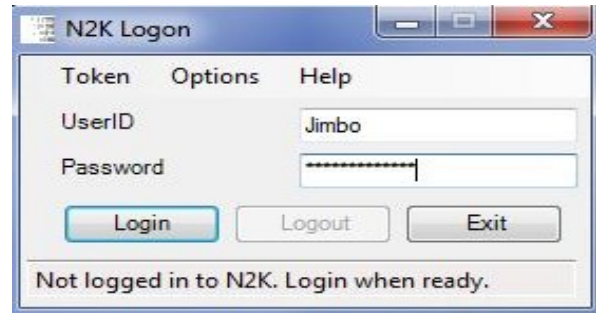 N2K Logon
Token Options Help
UserID Jimbo
Password *************
Login Logout Exit
Not logged in to N2K. Login when ready.